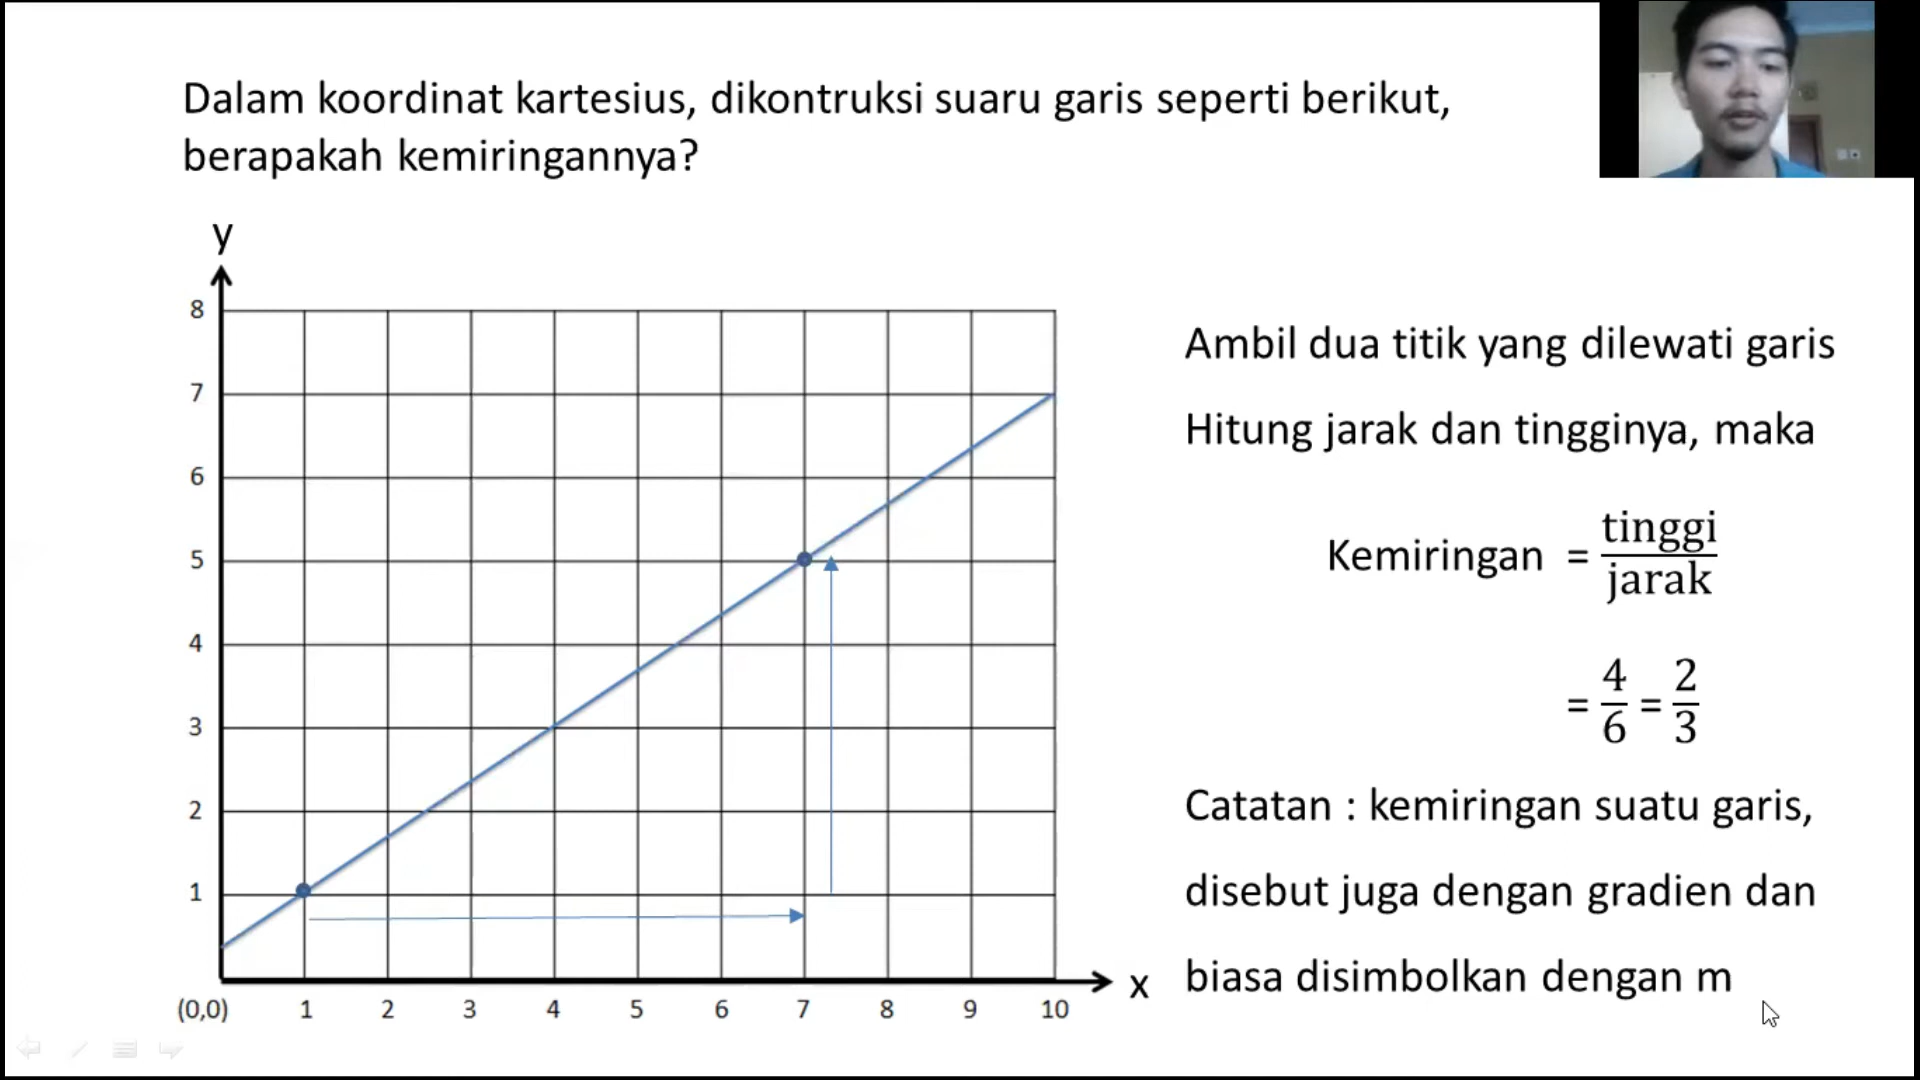 Dalam koordinat kartesius, dikontruksi suaru garis seperti berikut,
berapakah kemiringannya?
y
8
7
6
5
4
3
2
1
(0,0) 1 2 3 4 5 6 7 8 9 10
x
Ambil dua titik yang dilewati garis
Hitung jarak dan tingginya, maka
Kemiringan = tinggi/jarak
= 4/6 = 2/3
Catatan : kemiringan suatu garis,
disebut juga dengan gradien dan
biasa disimbolkan dengan m